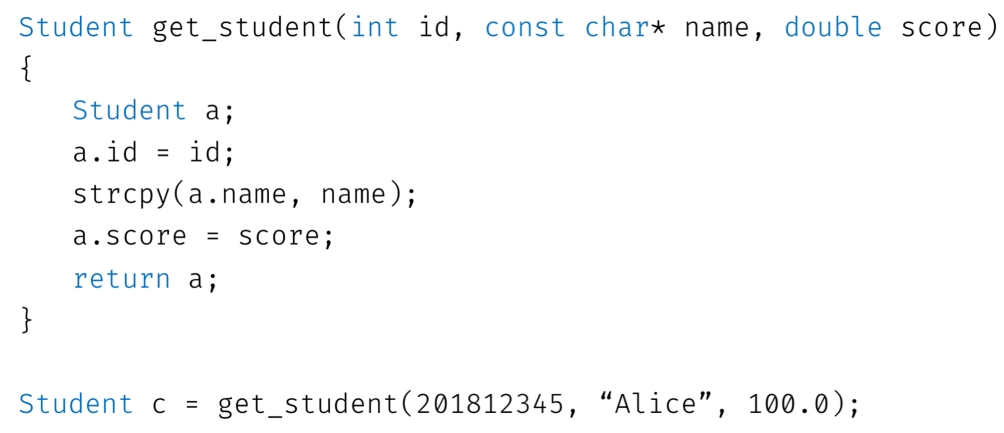 Student get_student(int id, const char* name, double score)
{
Student a;
a.id = id;
strcpy(a.name, name);
a.score = score;
return a;
}
Student c = get_student(201812345, “Alice”, 100.0);